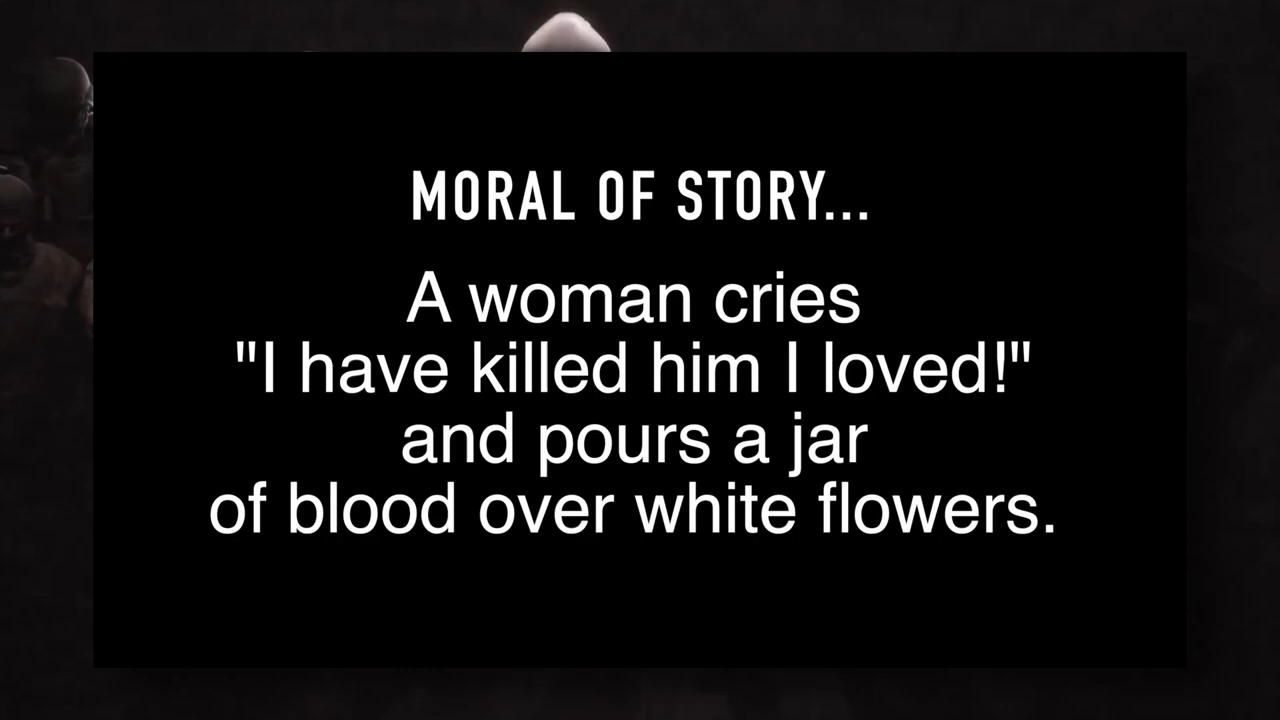 MORAL OF STORY...
A woman cries
"I have killed him I loved!"
and pours a jar
of blood over white flowers.